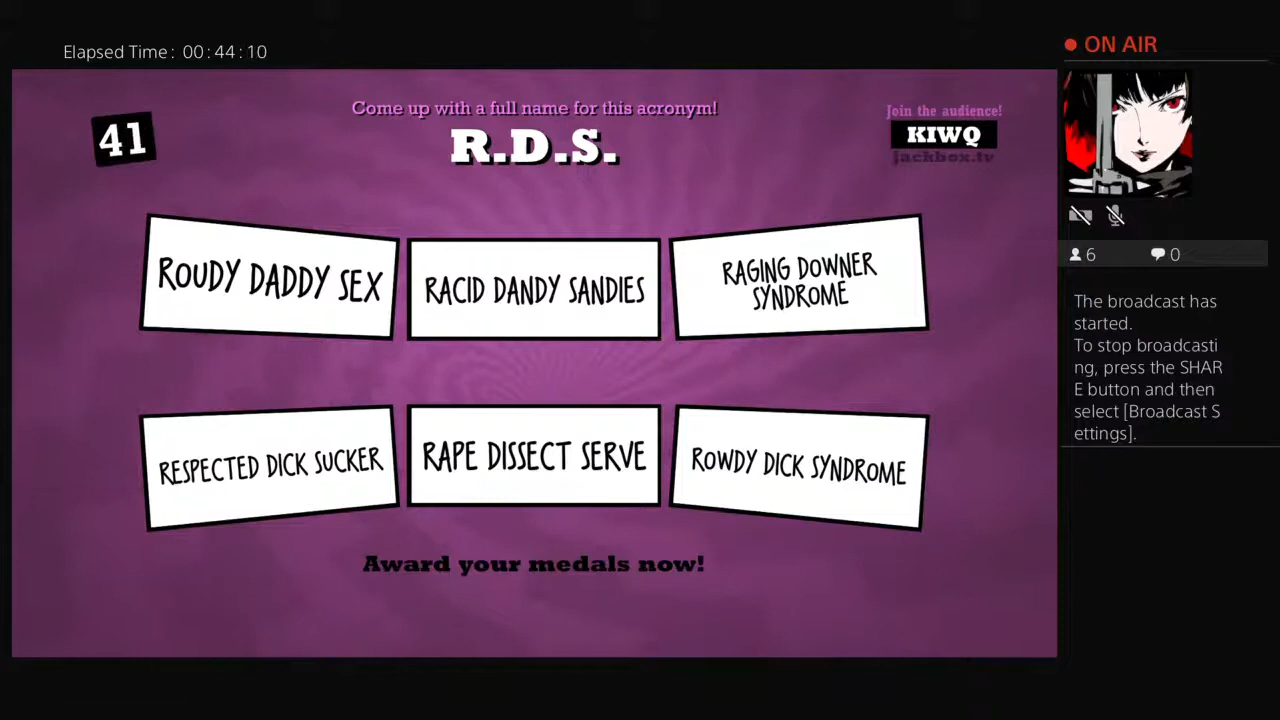 Elapsed Time: 00:44:10
ON AIR
Come up with a full name for this acronym!
R.D.S.
41
Join the audience!
KIWQ
jackbox.tv
ROUDY DADDY SEX
RACID DANDY SANDIES
RAGING DOWNER
SYNDROME
RESPECTED DICK SUCKER
RAPE DISSECT SERVE
ROWDY DICK SYNDROME
Award your medals now!
6
0
The broadcast has
started.
To stop broadcasti
ng, press the SHAR
E button and then
select [Broadcast S
ettings].